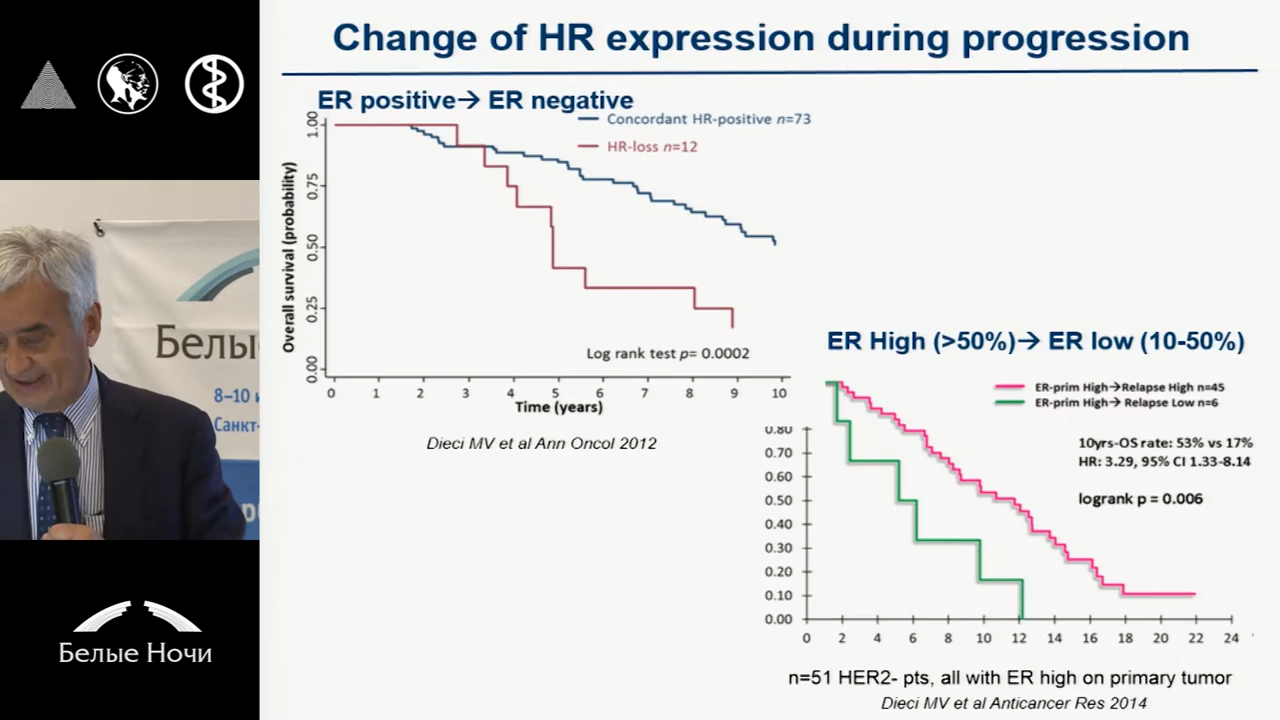 Change of HR expression during progression
ER positive→ ER negative
Concordant HR-positive n=73
HR-loss n=12
Overall survival (probability)
1.00
0.75
0.50
0.25
0.00
Log rank test p= 0.0002
0 1 2 3 4 5 6 7 8 9 10
Time (years)
Dieci MV et al Ann Oncol 2012
ER High (>50%)→ ER low (10-50%)
ER-prim High→Relapse High n=45
ER-prim High→ Relapse Low n=6
10yrs-OS rate: 53% vs 17%
HR: 3.29, 95% CI 1.33-8.14
logrank p = 0.006
0.80
0.70
0.60
0.50
0.40
0.30
0.20
0.10
0.00
0 2 4 6 8 10 12 14 16 18 20 22 24
n=51 HER2- pts, all with ER high on primary tumor
Dieci MV et al Anticancer Res 2014
Белы
8–10 и
Санкт-
Белые Ночи